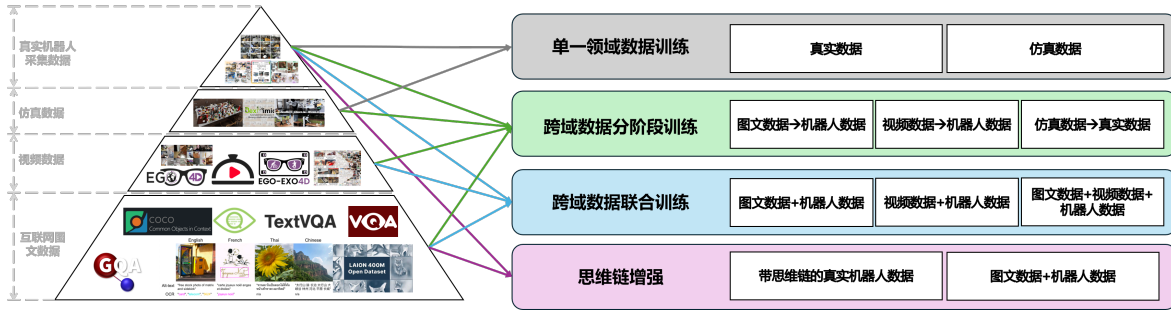 真实机器人
采集数据
仿真数据
视频数据
互联网图
文数据
EGO4D
EGO-EXO4D
COCO
Common Objects in Context
TextVQA
VQA
GQA
English
French
Thai
Chinese
Alt-text
OCR
LAION 400M
Open Dataset
单一领域数据训练
真实数据
仿真数据
跨域数据分阶段训练
图文数据→机器人数据
视频数据→机器人数据
仿真数据→真实数据
跨域数据联合训练
图文数据+机器人数据
视频数据+机器人数据
图文数据+视频数据+
机器人数据
思维链增强
带思维链的真实机器人数据
图文数据+机器人数据